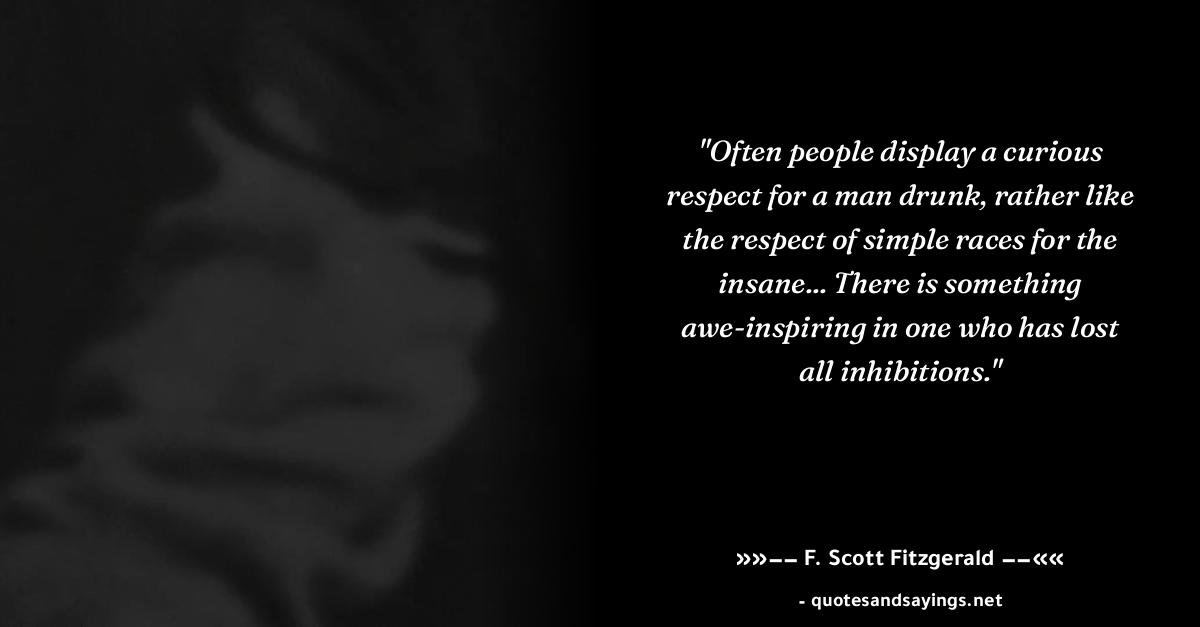 "Often people display a curious
respect for a man drunk, rather like
the respect of simple races for the
insane... There is something
awe-inspiring in one who has lost
all inhibitions."
»»−− F. Scott Fitzgerald −−««
- quotesandsayings.net